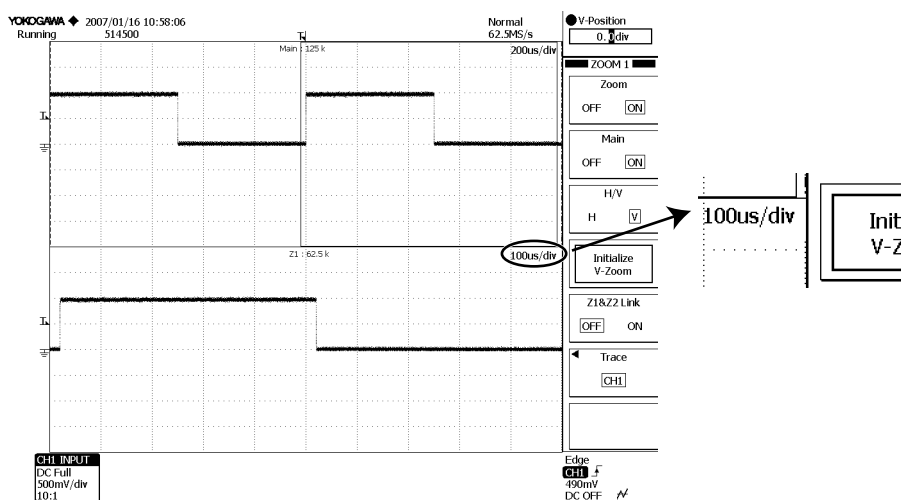 YOKOGAWA ◆ 2007/01/16 10:58:06
Running 514500
Normal
62.5MS/s
Main : 125 k
200us/div
Z1 : 62.5 k
100us/div
CH1 INPUT
DC Full
500mV/div
10:1
V-Position
0.0div
ZOOM 1
Zoom
OFF ON
Main
OFF ON
H/V
H V
Initialize
V-Zoom
Z1&Z2 Link
OFF ON
Trace
CH1
Edge
CH1
490mV
DC OFF
100us/div
Initi
V-Z